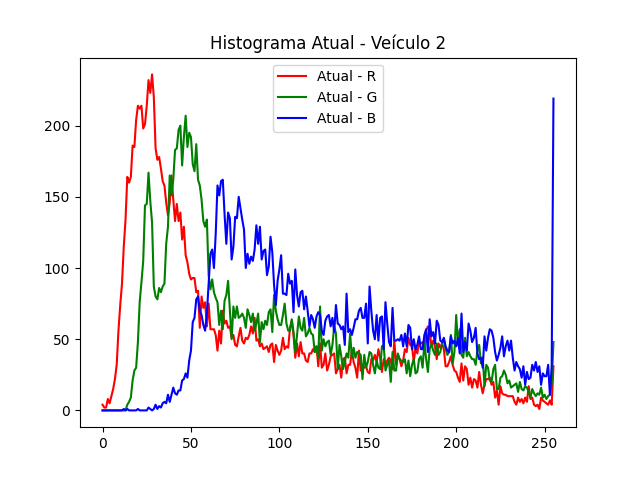 Histograma Atual - Veículo 2
Atual - R
Atual - G
Atual - B
200
150
100
50
0
0 50 100 150 200 250